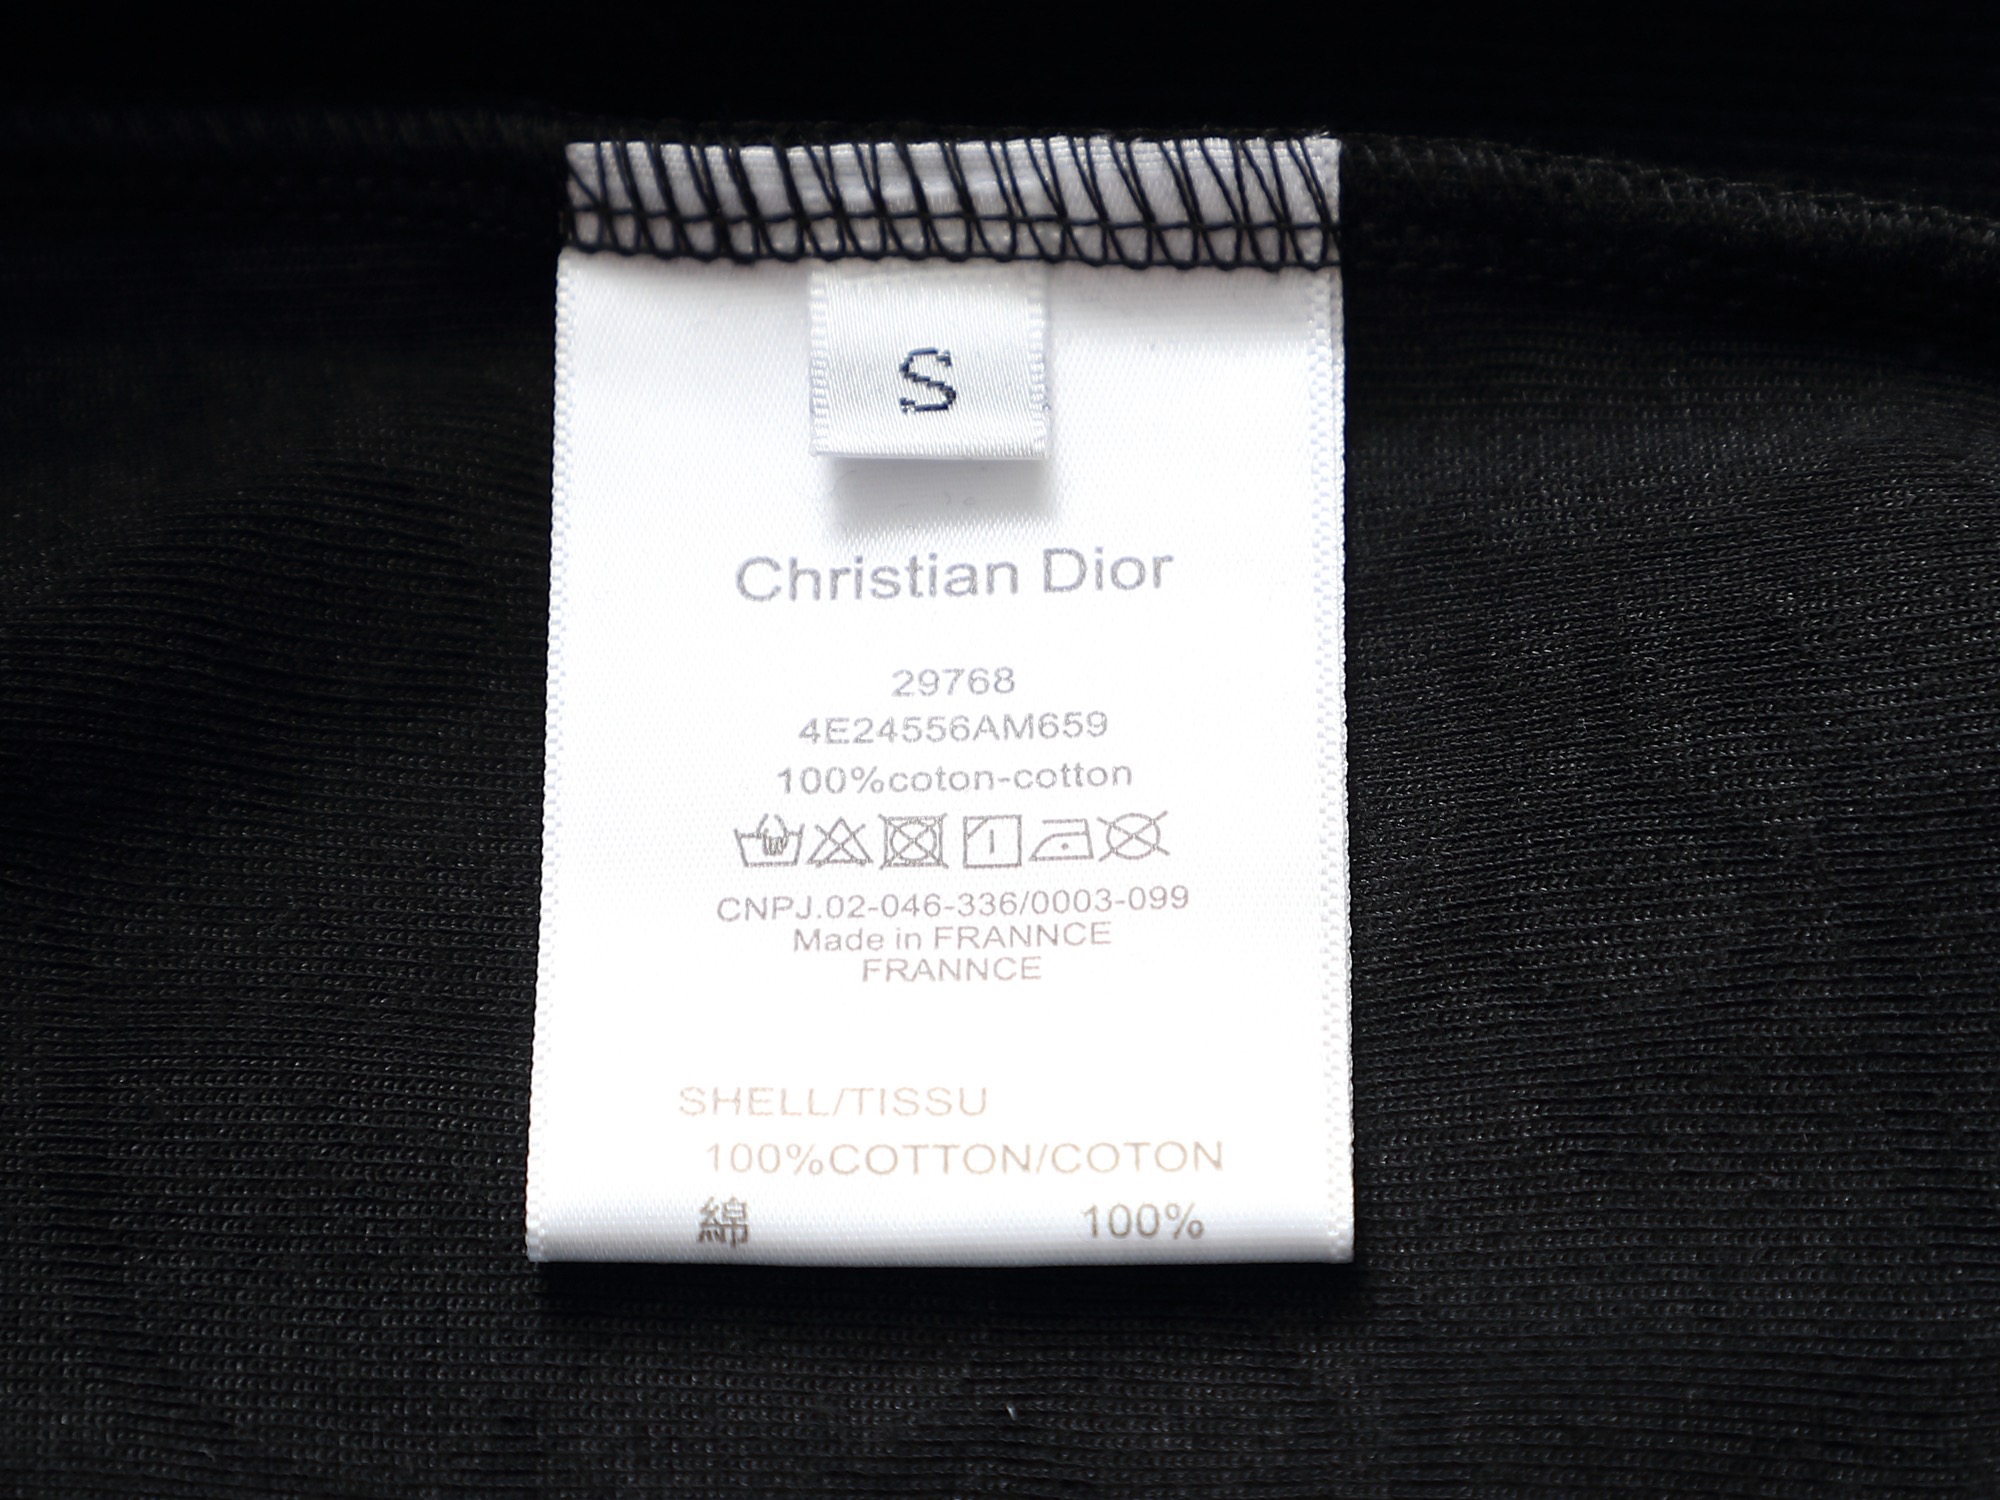 S
Christian Dior
29768
4E24556AM659
100%coton-cotton
CNPJ.02-046-336/0003-099
Made in FRANNCE
FRANNCE
SHELL/TISSU
100%COTTON/COTON
綿 100%